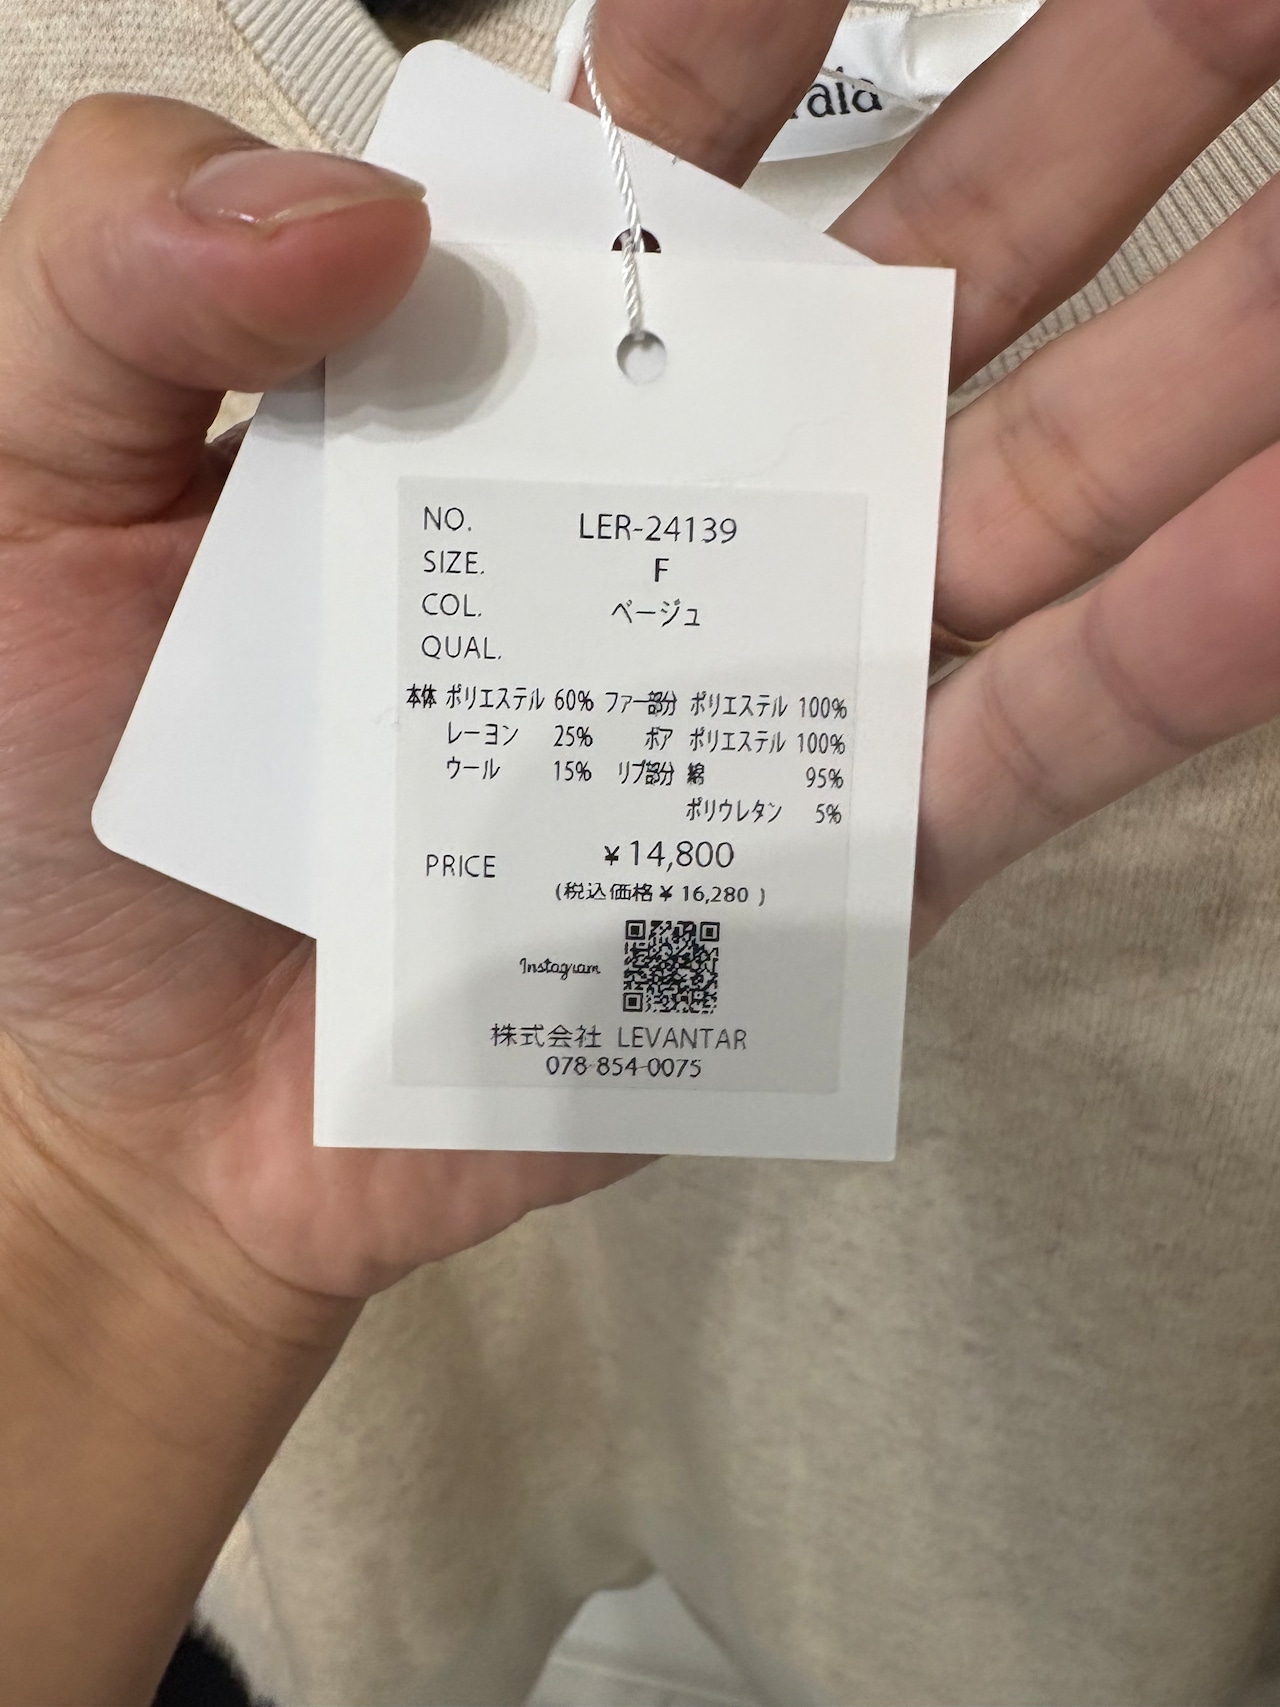 NO. LER-24139
SIZE. F
COL. ベージュ
QUAL.
本体 ポリエステル 60% ファー部分 ポリエステル 100%
レーヨン 25% ボア ポリエステル 100%
ウール 15% リブ部分 綿 95%
ポリウレタン 5%
PRICE ¥14,800
(税込価格¥ 16,280 )
Instagram
株式会社 LEVANTAR
078-854-0075